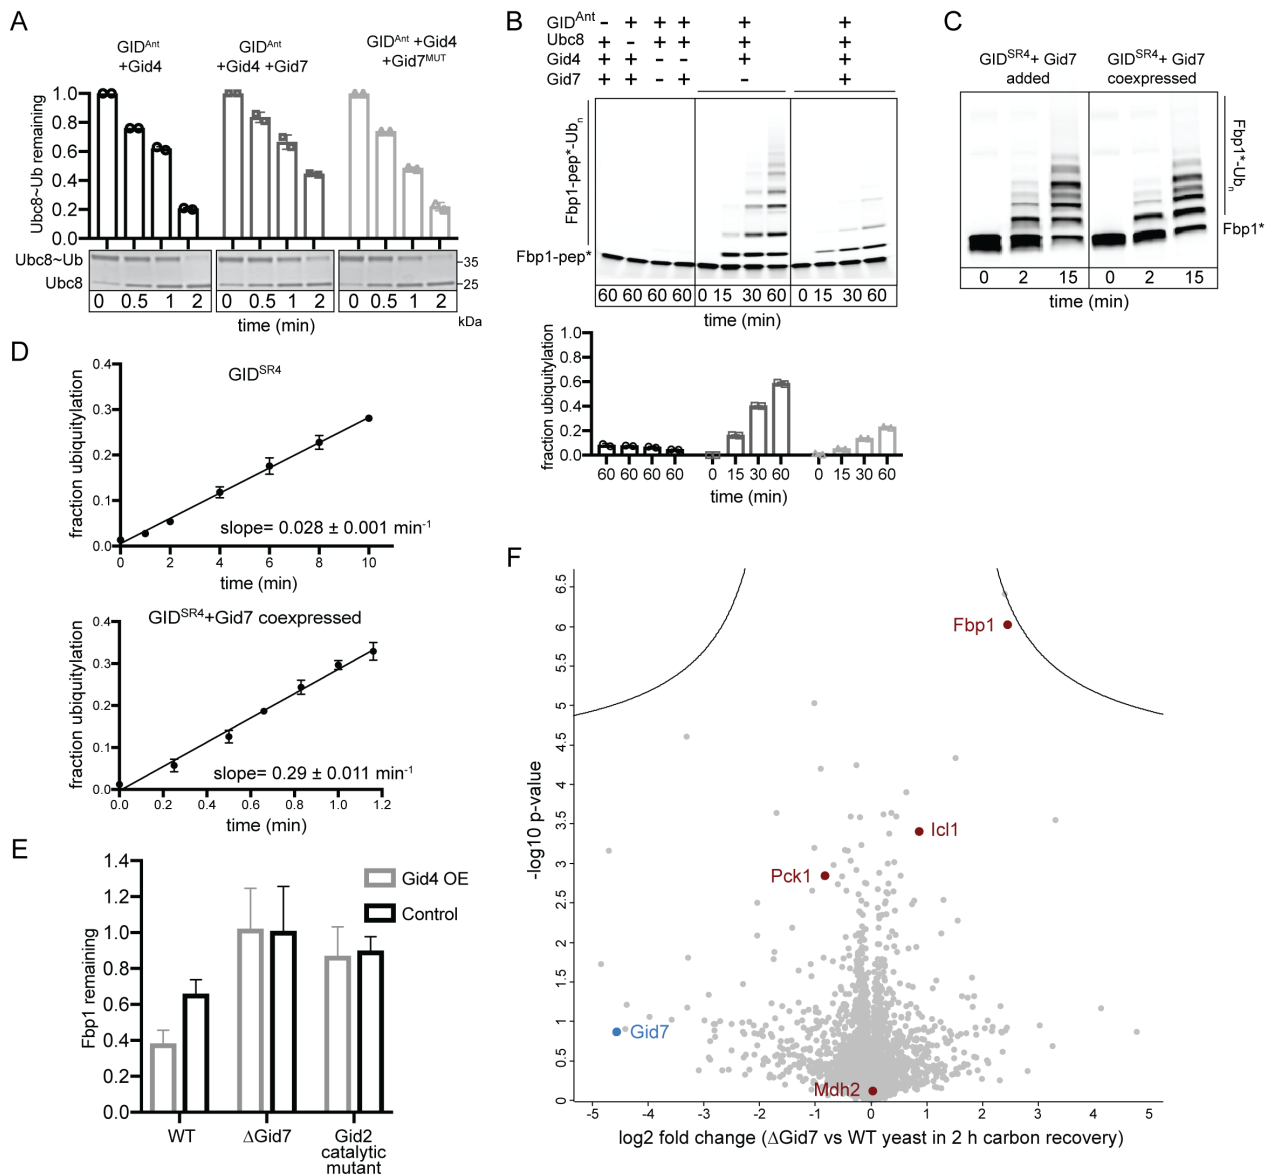 A
GID^Ant
+Gid4
GID^Ant
+Gid4 +Gid7
GID^Ant +Gid4
+Gid7^MUT
Ubc8~Ub remaining
1.0
0.8
0.6
0.4
0.2
0.0
Ubc8~Ub
Ubc8
35
25
0 0.5 1 2
0 0.5 1 2
0 0.5 1 2
time (min)
kDa
B
GID^Ant - + + + + +
Ubc8 + - + + + +
Gid4 + + - - + +
Gid7 + + - + - +
Fbp1-pep*-Ub_n
Fbp1-pep*
60 60 60 60 0 15 30 60 0 15 30 60
time (min)
fraction ubiquitylation
1.0
0.8
0.6
0.4
0.2
0.0
60 60 60 60 0 15 30 60 0 15 30 60
time (min)
C
GID^SR4+ Gid7
added
GID^SR4+ Gid7
coexpressed
Fbp1*-Ub_n
Fbp1*
0 2 15 0 2 15
time (min)
D
GID^SR4
fraction ubiquitylation
0.4
0.3
0.2
0.1
0.0
slope= 0.028 ± 0.001 min^-1
0 2 4 6 8 10
time (min)
GID^SR4+Gid7 coexpressed
fraction ubiquitylation
0.4
0.3
0.2
0.1
0.0
slope= 0.29 ± 0.011 min^-1
0.0 0.2 0.4 0.6 0.8 1.0 1.2
time (min)
E
Fbp1 remaining
1.4
1.2
1.0
0.8
0.6
0.4
0.2
0.0
Gid4 OE
Control
WT
ΔGid7
Gid2
catalytic
mutant
F
-log10 p-value
6.5
6
5.5
5
4.5
4
3.5
3
2.5
2
1.5
1
0.5
0
Fbp1
Icl1
Pck1
Gid7
Mdh2
-5 -4 -3 -2 -1 0 1 2 3 4 5
log2 fold change (ΔGid7 vs WT yeast in 2 h carbon recovery)